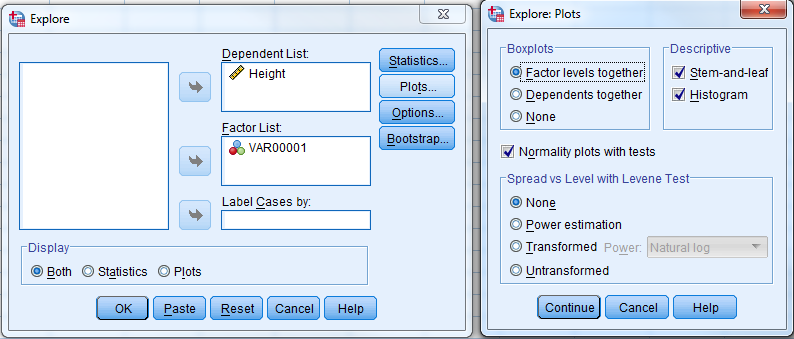 Explore
Dependent List:
Height
Statistics...
Plots...
Options...
Bootstrap...
Factor List:
VAR00001
Label Cases by:
Display
Both Statistics Plots
OK Paste Reset Cancel Help
Explore: Plots
Boxplots
Factor levels together
Dependents together
None
Descriptive
Stem-and-leaf
Histogram
Normality plots with tests
Spread vs Level with Levene Test
None
Power estimation
Transformed Power: Natural log
Untransformed
Continue Cancel Help